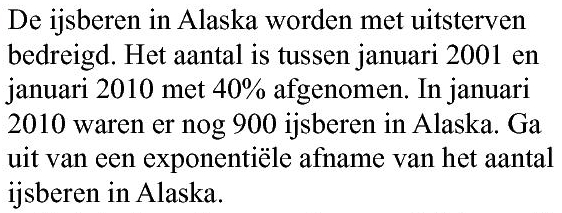 De ijsberen in Alaska worden met uitsterven
bedreigd. Het aantal is tussen januari 2001 en
januari 2010 met 40% afgenomen. In januari
2010 waren er nog 900 ijsberen in Alaska. Ga
uit van een exponentiële afname van het aantal
ijsberen in Alaska.